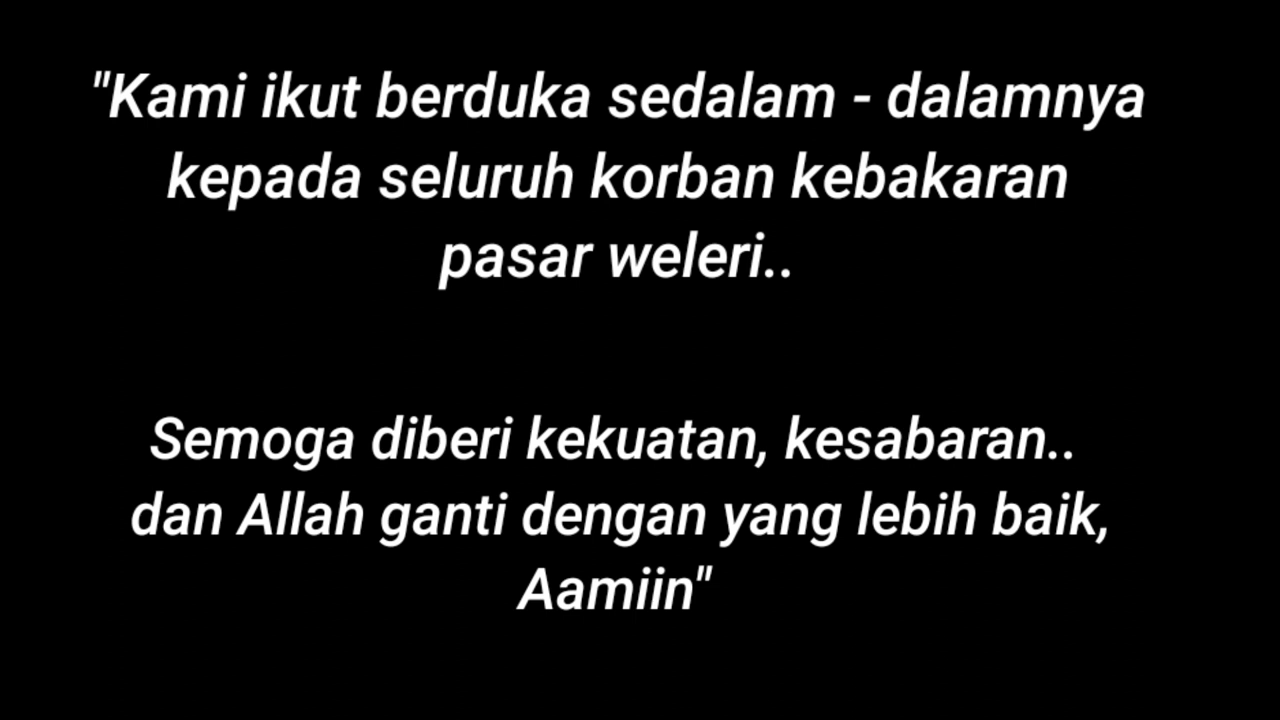 "Kami ikut berduka sedalam - dalamnya
kepada seluruh korban kebakaran
pasar weleri..
Semoga diberi kekuatan, kesabaran..
dan Allah ganti dengan yang lebih baik,
Aamiin"